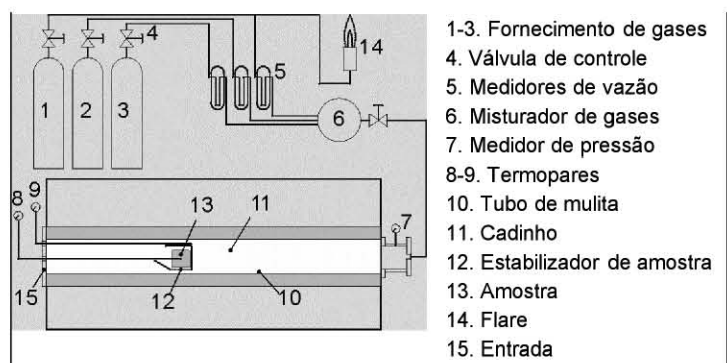 4
14
1
2
3
5
6
9
8
13
11
7
15
12
10
1-3. Fornecimento de gases
4. Válvula de controle
5. Medidores de vazão
6. Misturador de gases
7. Medidor de pressão
8-9. Termopares
10. Tubo de mulita
11. Cadinho
12. Estabilizador de amostra
13. Amostra
14. Flare
15. Entrada